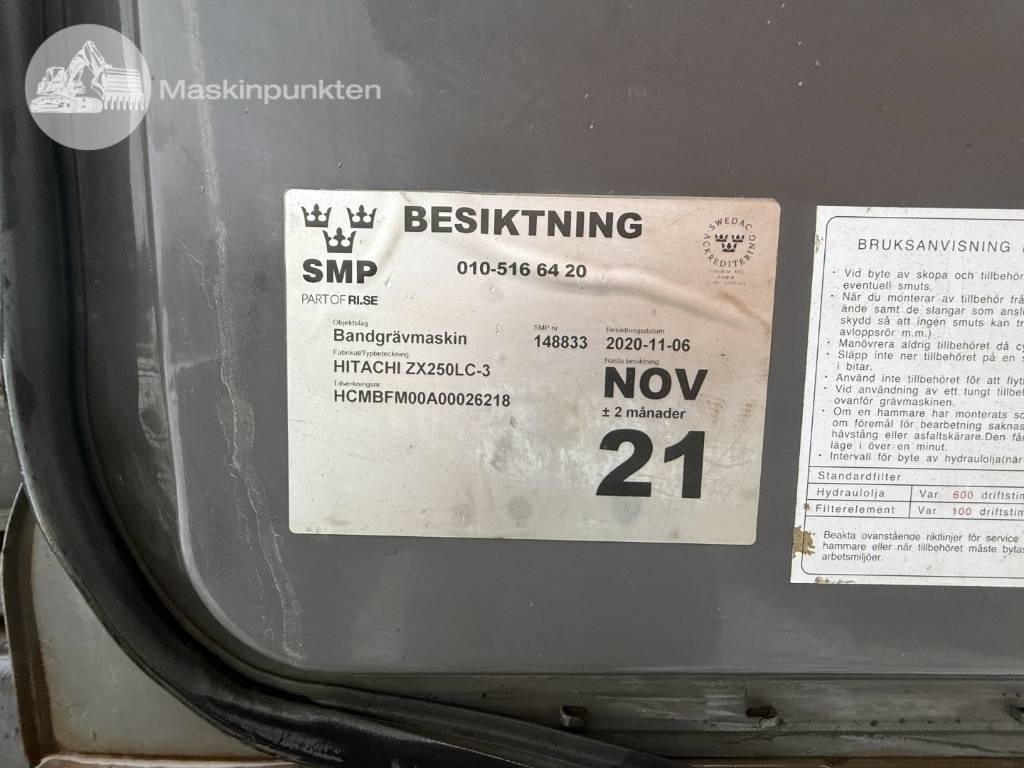 Maskinpunkten
BESIKTNING
SMP
PART OF RI.SE
010-516 64 20
SWEDAC
ACKREDITERING
Objektslag
Bandgrävmaskin
SMP nr
148833
Besiktningsdatum
2020-11-06
Fabrikat/Typbeteckning
HITACHI ZX250LC-3
Tillverkningsnr
HCMBFM00A00026218
Nästa besiktning
NOV
± 2 månader
21
BRUKSANVISNING
· Vid byte av skopa och tillbehör
eventuell smuts.
· När du monterar av tillbehör frå
ände samt de slangar som anslu
skydd så att ingen smuts kan tr
avloppsrör m.m.)
· Manövrera aldrig tillbehöret då cy
· Släpp inte ner tillbehöret på en s
i bitar.
· Använd inte tillbehöret för att flytt
· Vid användning av ett tungt tillbe
ovanför grävmaskinen.
· Om en hammare har monterats so
om föremål för bearbetning saknas
hävstång eller asfaltskärare.Den få
läge i över en minut.
· Intervall för byte av hydraulolja(när
Standardfilter
Hydraulolja Var 600 driftstim
Filterelement Var 100 driftstim
· Beakta ovanstående riktlinjer för service
hammare eller när tillbehöret måste bytas
arbetsmiljöer.